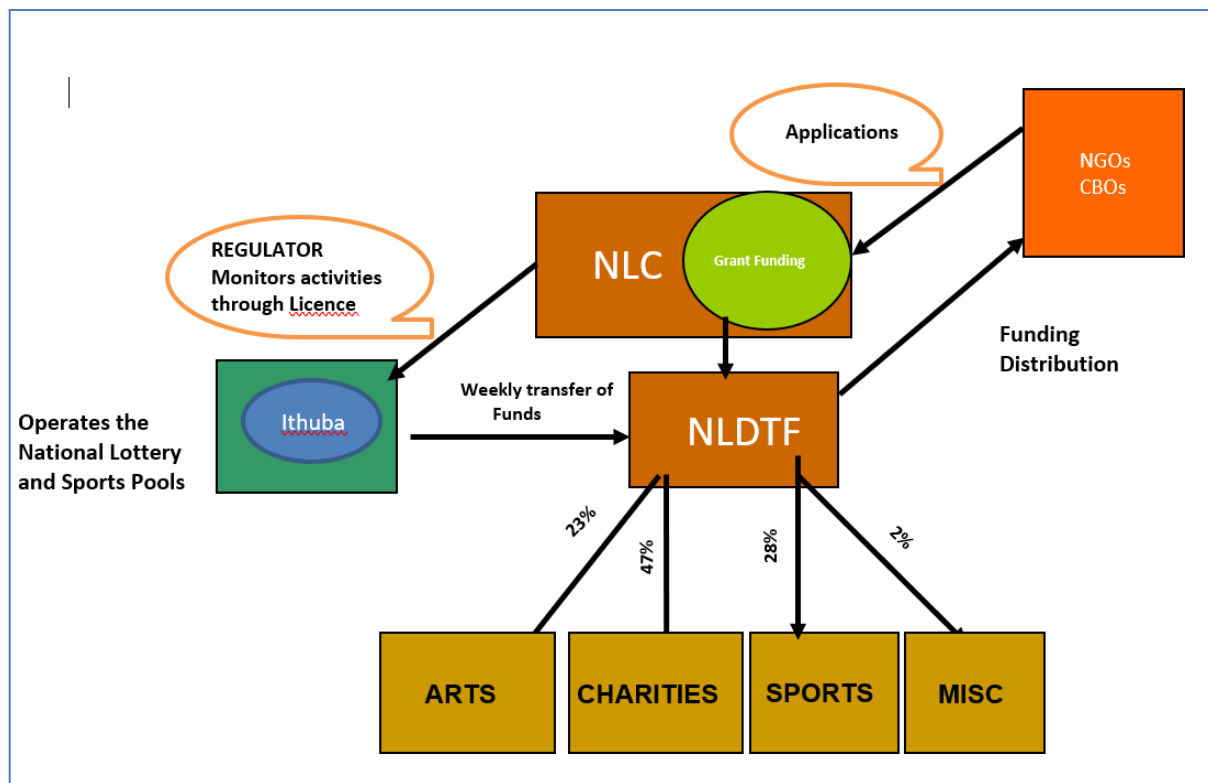 Applications
NGOs
CBOs
REGULATOR
Monitors activities
through Licence
NLC
Grant Funding
Funding
Distribution
Operates the
National Lottery
and Sports Pools
Ithuba
Weekly transfer of
Funds
NLDTF
23%
47%
28%
2%
ARTS
CHARITIES
SPORTS
MISC